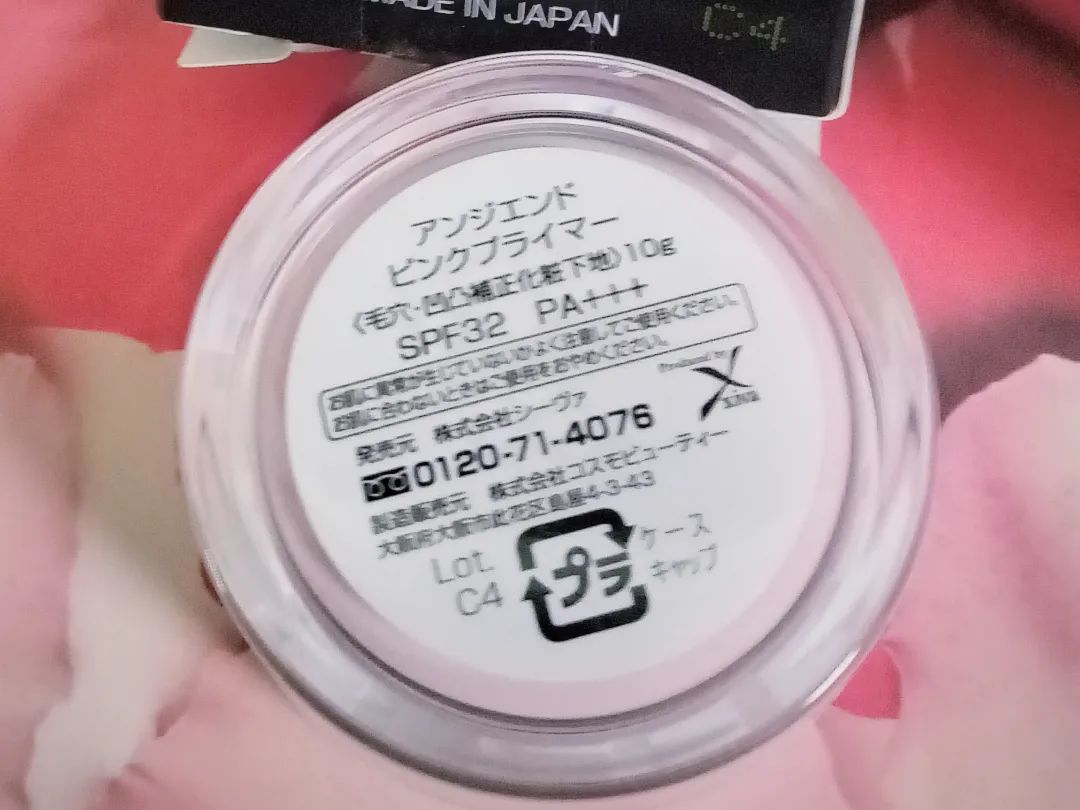 MADE IN JAPAN
C4
アンジエンド
ピンクプライマー
〈毛穴・凹凸補正化粧下地〉10g
SPF32 PA+++
お肌に異常が生じていないかよく注意してご使用ください。
お肌に合わないときはご使用をおやめください。
Produced by
Xiva
発売元 株式会社シーヴァ
0120-71-4076
製造販売元 株式会社コスモビューティー
大阪府大阪市此花区島屋4-3-43
Lot.
C4
プラ
ケース
キャップ